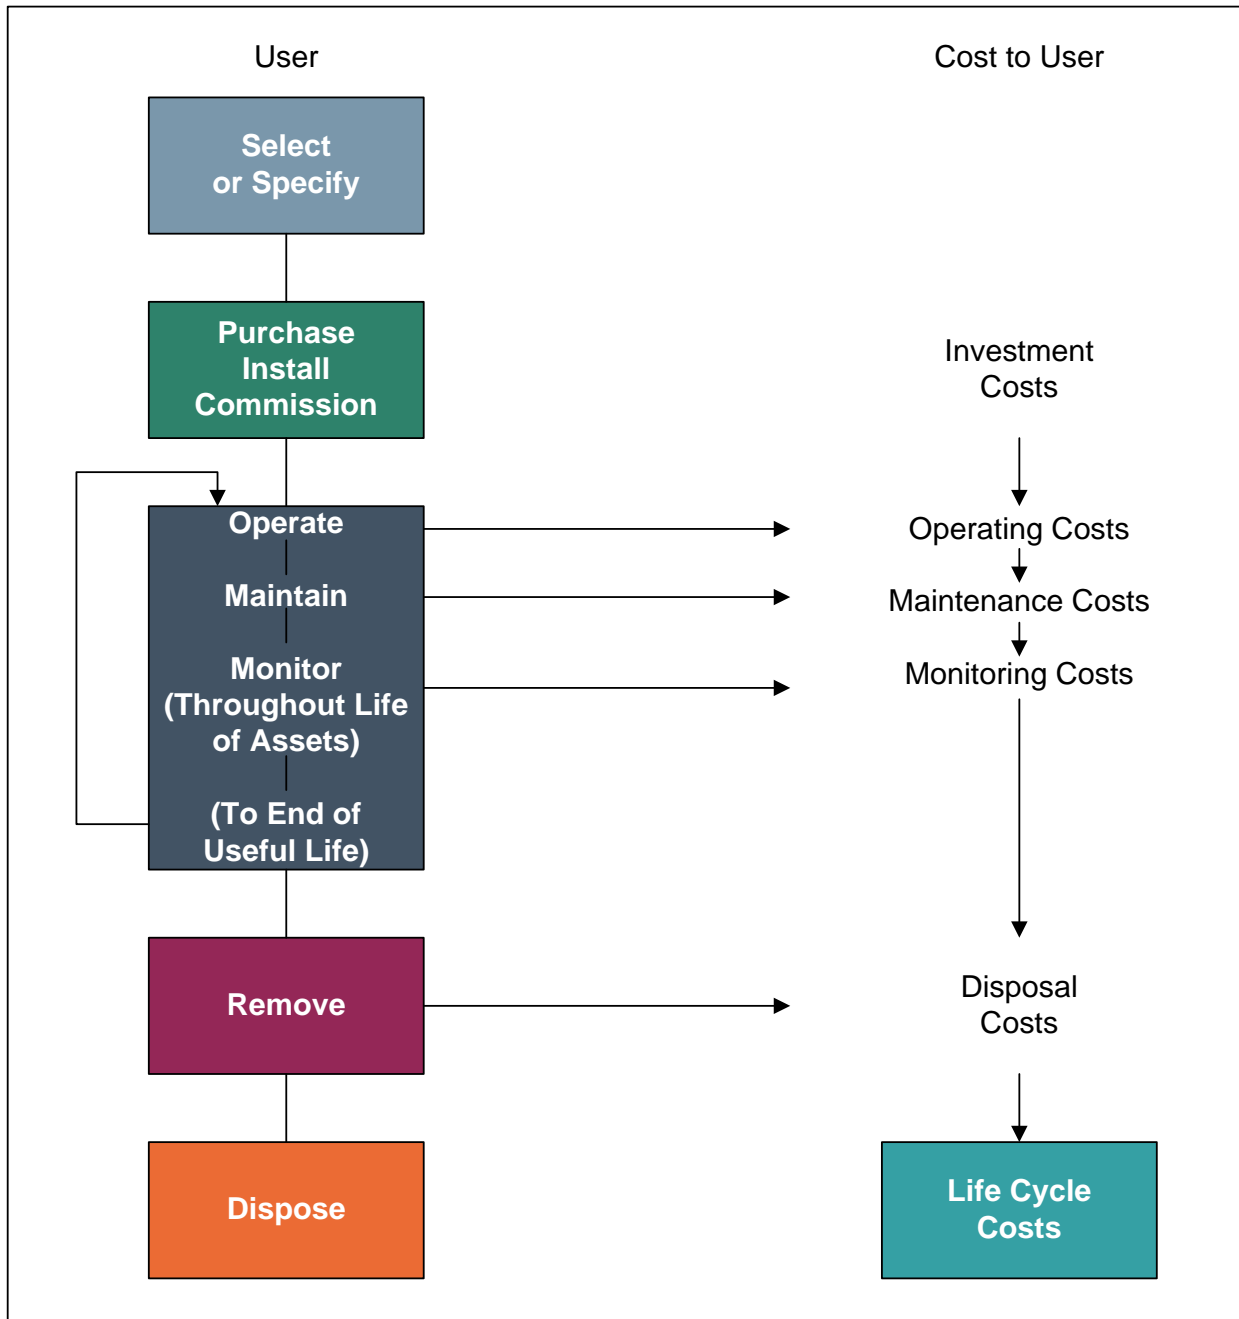 User
Cost to User
Select
or Specify
Purchase
Install
Commission
Investment
Costs
Operate
Operating Costs
Maintain
Maintenance Costs
Monitor
(Throughout Life
of Assets)
Monitoring Costs
(To End of
Useful Life)
Remove
Disposal
Costs
Dispose
Life Cycle
Costs